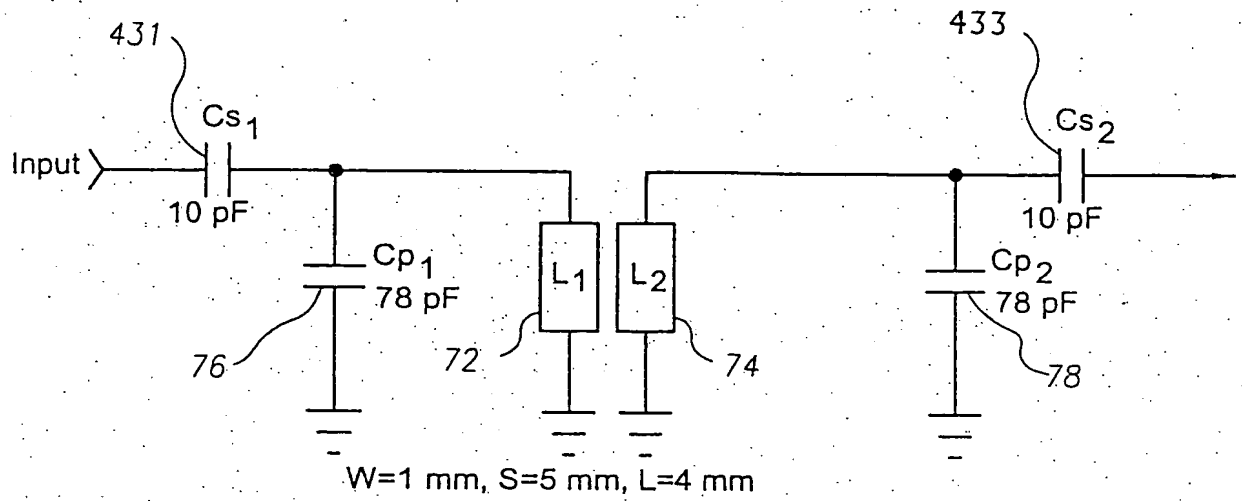 431
433
Cs1
Cs2
Input
10 pF
10 pF
Cp1
78 pF
L1
L2
Cp2
78 pF
76
72
74
78
W=1 mm, S=5 mm, L=4 mm